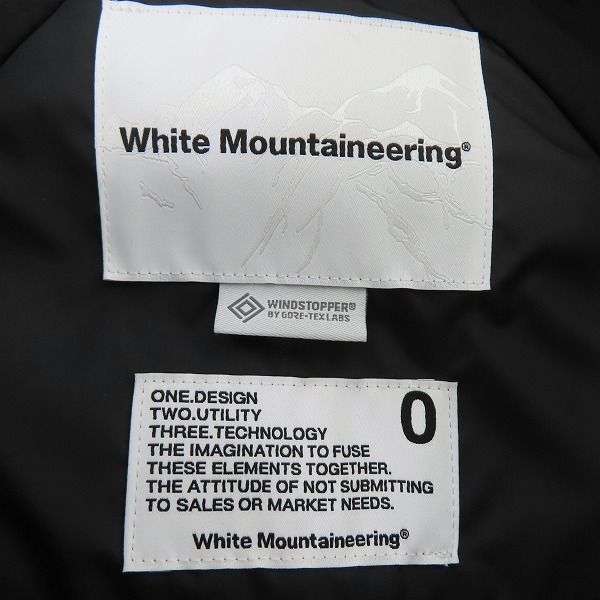 White Mountaineering®
WINDSTOPPER®
BY GORE-TEX LABS
ONE.DESIGN
TWO.UTILITY
THREE.TECHNOLOGY
THE IMAGINATION TO FUSE
THESE ELEMENTS TOGETHER.
THE ATTITUDE OF NOT SUBMITTING
TO SALES OR MARKET NEEDS.
0
White Mountaineering®